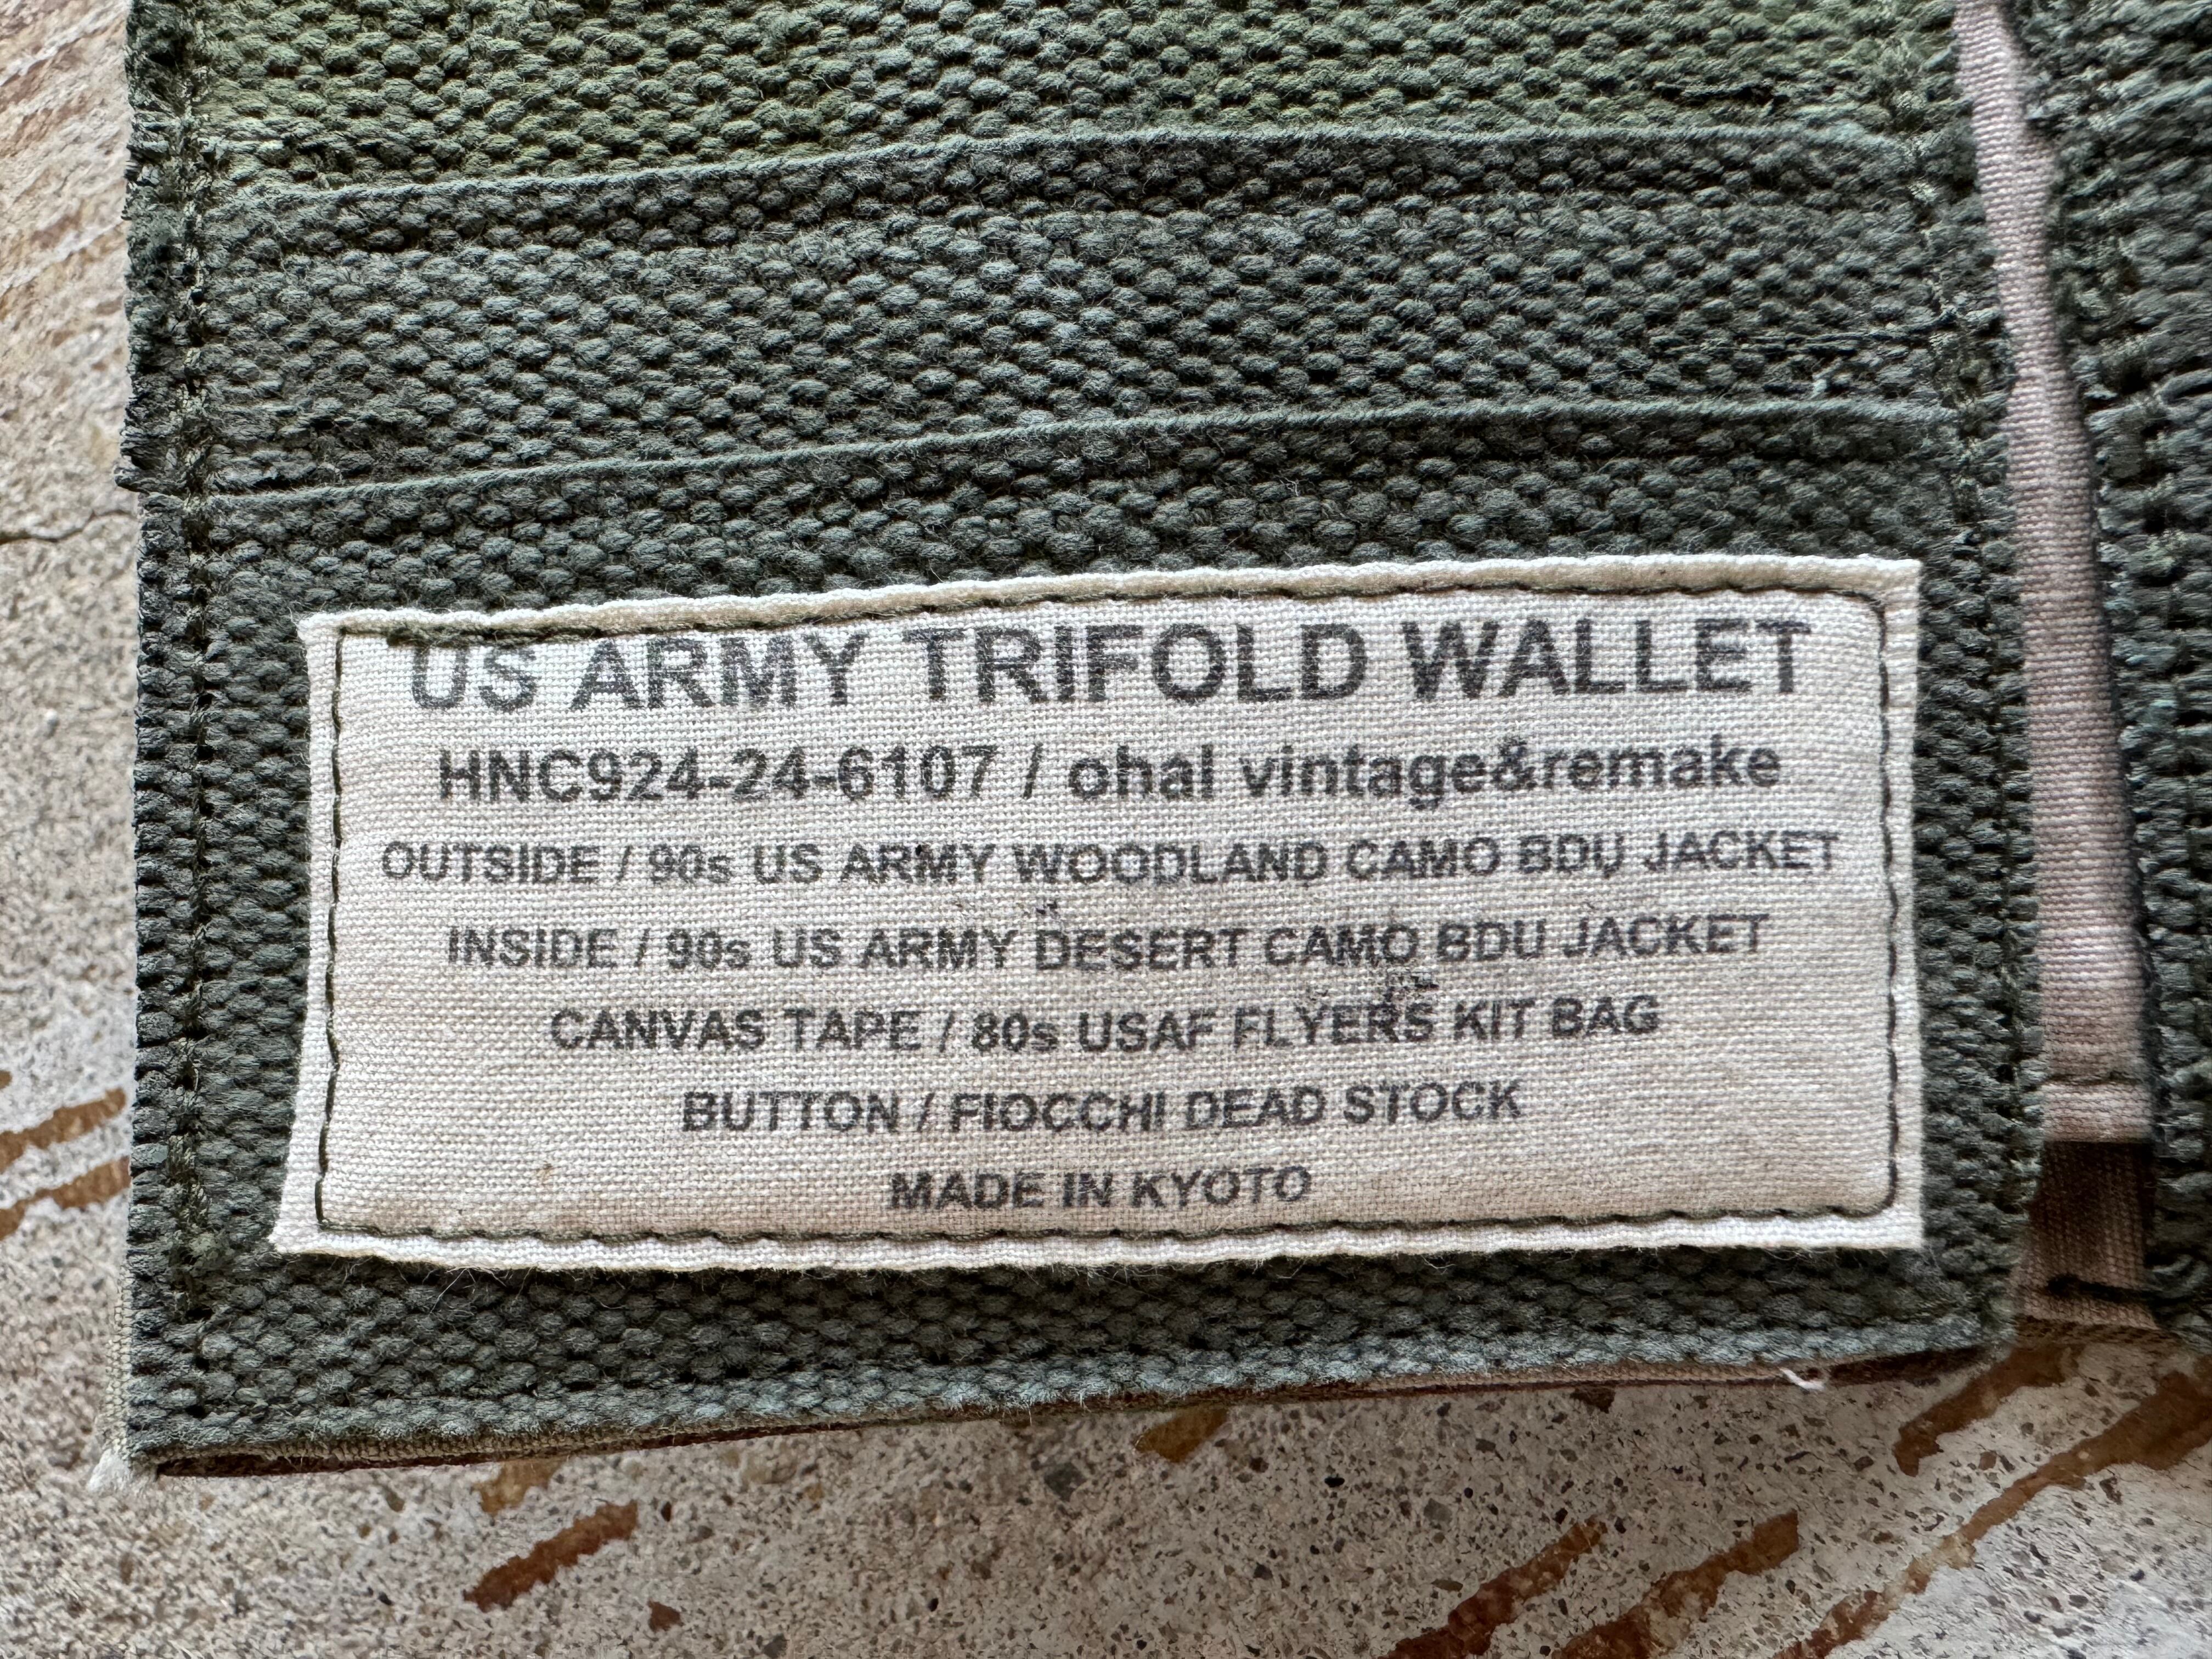 US ARMY TRIFOLD WALLET
HNC924-24-6107 / ohal vintage&remake
OUTSIDE / 90s US ARMY WOODLAND CAMO BDU JACKET
INSIDE / 90s US ARMY DESERT CAMO BDU JACKET
CANVAS TAPE / 80s USAF FLYERS KIT BAG
BUTTON / FIOCCHI DEAD STOCK
MADE IN KYOTO